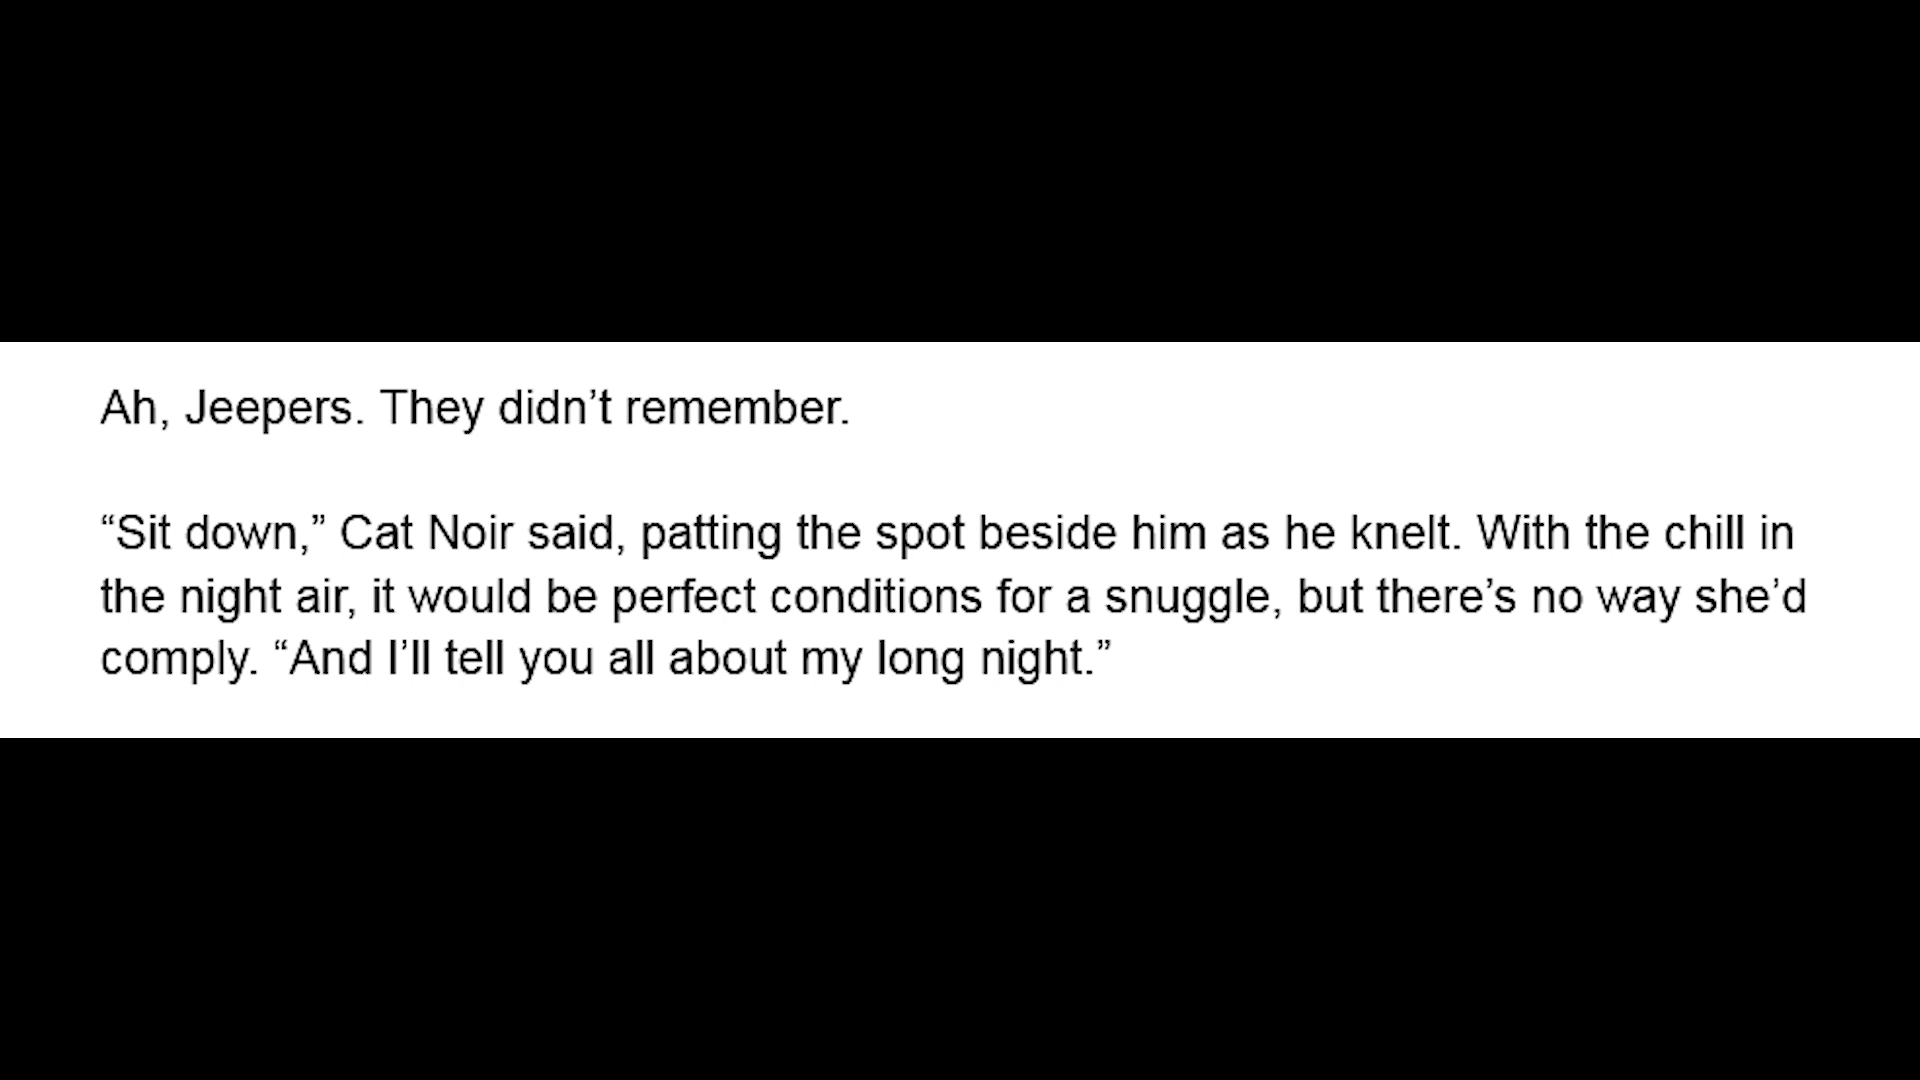 Ah, Jeepers. They didn’t remember.
“Sit down,” Cat Noir said, patting the spot beside him as he knelt. With the chill in
the night air, it would be perfect conditions for a snuggle, but there’s no way she’d
comply. “And I’ll tell you all about my long night.”